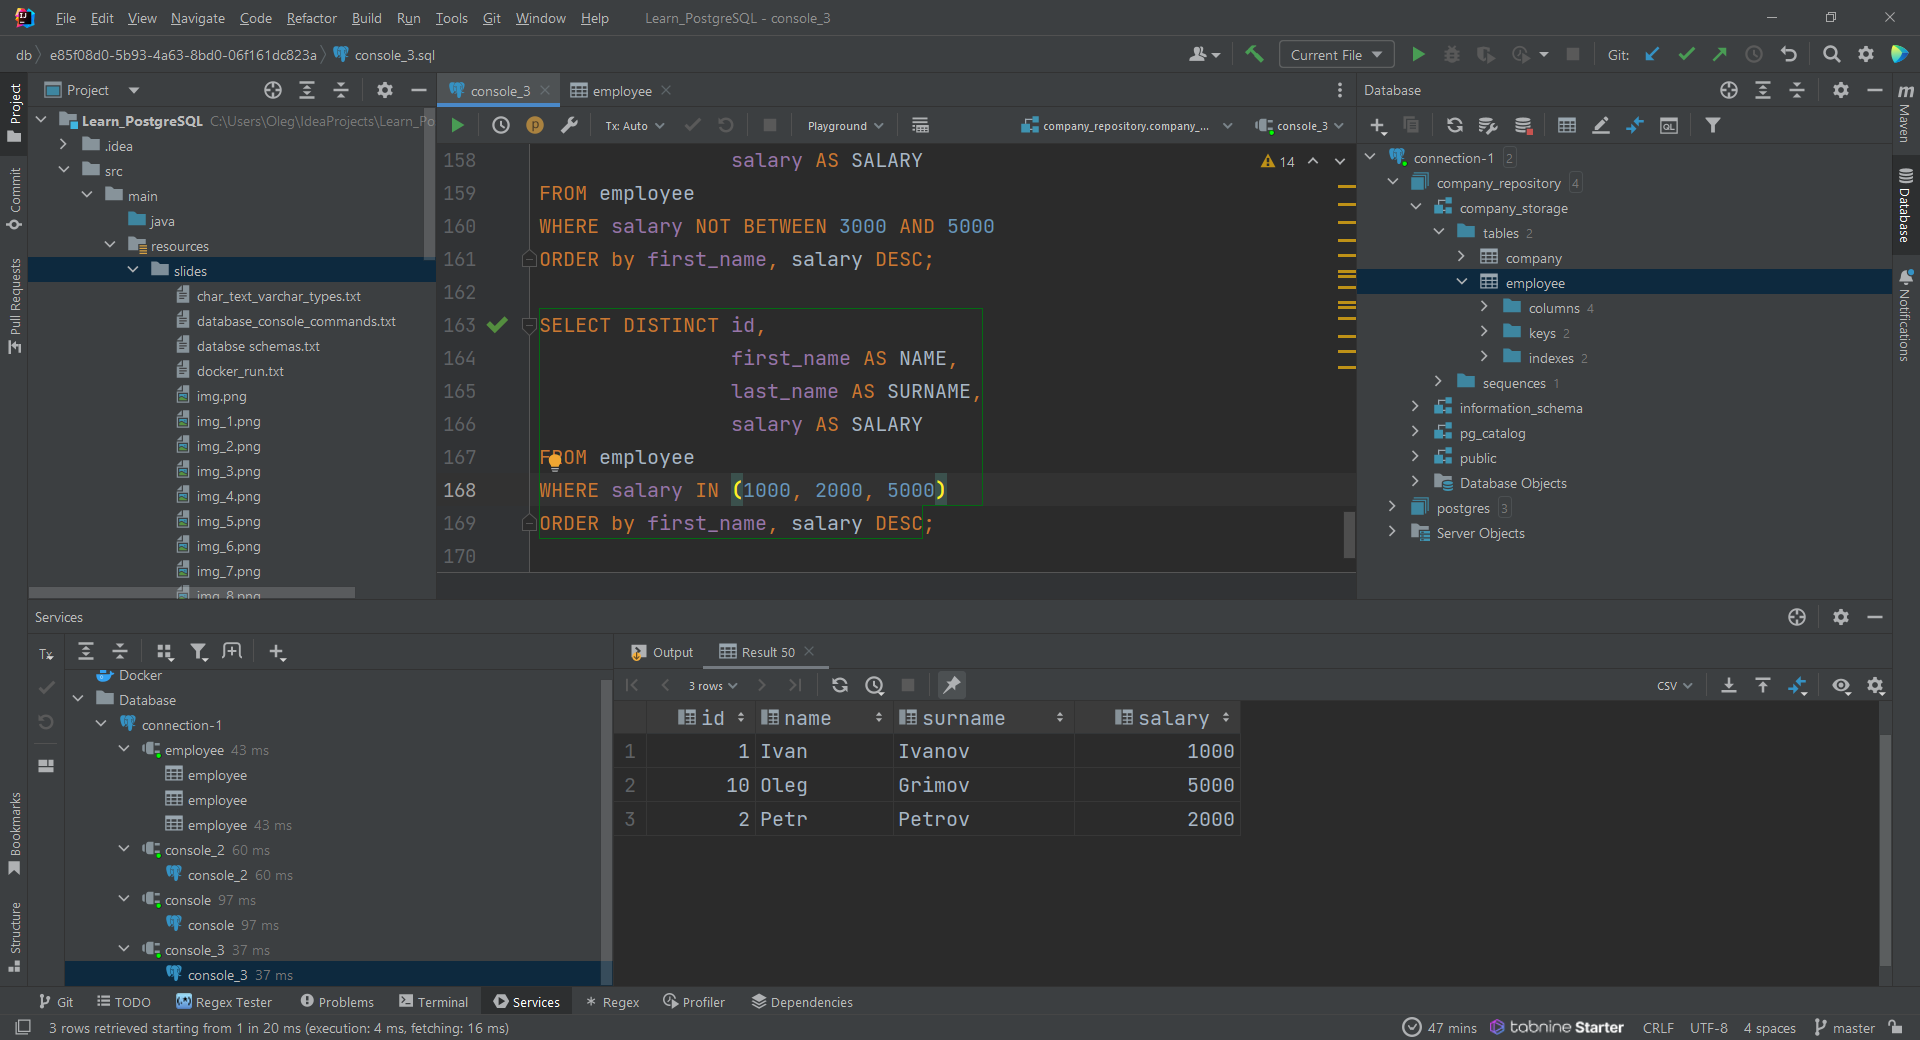 File Edit View Navigate Code Refactor Build Run Tools Git Window Help Learn_PostgreSQL - console_3
db e85f08d0-5b93-4a63-8bd0-06f161dc823a console_3.sql Current File Git:
Project
Commit
Pull Requests
Bookmarks
Structure
Project
Learn_PostgreSQL C:\Users\Oleg\IdeaProjects\Learn_Po
.idea
src
main
java
resources
slides
char_text_varchar_types.txt
database_console_commands.txt
databse schemas.txt
docker_run.txt
img.png
img_1.png
img_2.png
img_3.png
img_4.png
img_5.png
img_6.png
img_7.png
img_8.png
console_3 employee
Tx: Auto Playground company_repository.company_... console_3
14
158 salary AS SALARY
159 FROM employee
160 WHERE salary NOT BETWEEN 3000 AND 5000
161 ORDER by first_name, salary DESC;
162
163 SELECT DISTINCT id,
164 first_name AS NAME,
165 last_name AS SURNAME,
166 salary AS SALARY
167 FROM employee
168 WHERE salary IN (1000, 2000, 5000)
169 ORDER by first_name, salary DESC;
170
Database
QL
connection-1 2
company_repository 4
company_storage
tables 2
company
employee
columns 4
keys 2
indexes 2
sequences 1
information_schema
pg_catalog
public
Database Objects
postgres 3
Server Objects
m Maven
Database
Notifications
Services
Tx
Docker
Database
connection-1
employee 43 ms
employee
employee
employee 43 ms
console_2 60 ms
console_2 60 ms
console 97 ms
console 97 ms
console_3 37 ms
console_3 37 ms
Output Result 50
3 rows CSV
id name surname salary
1 1 Ivan Ivanov 1000
2 10 Oleg Grimov 5000
3 2 Petr Petrov 2000
Git TODO Regex Tester Problems Terminal Services Regex Profiler Dependencies
3 rows retrieved starting from 1 in 20 ms (execution: 4 ms, fetching: 16 ms) 47 mins tabnine Starter CRLF UTF-8 4 spaces master